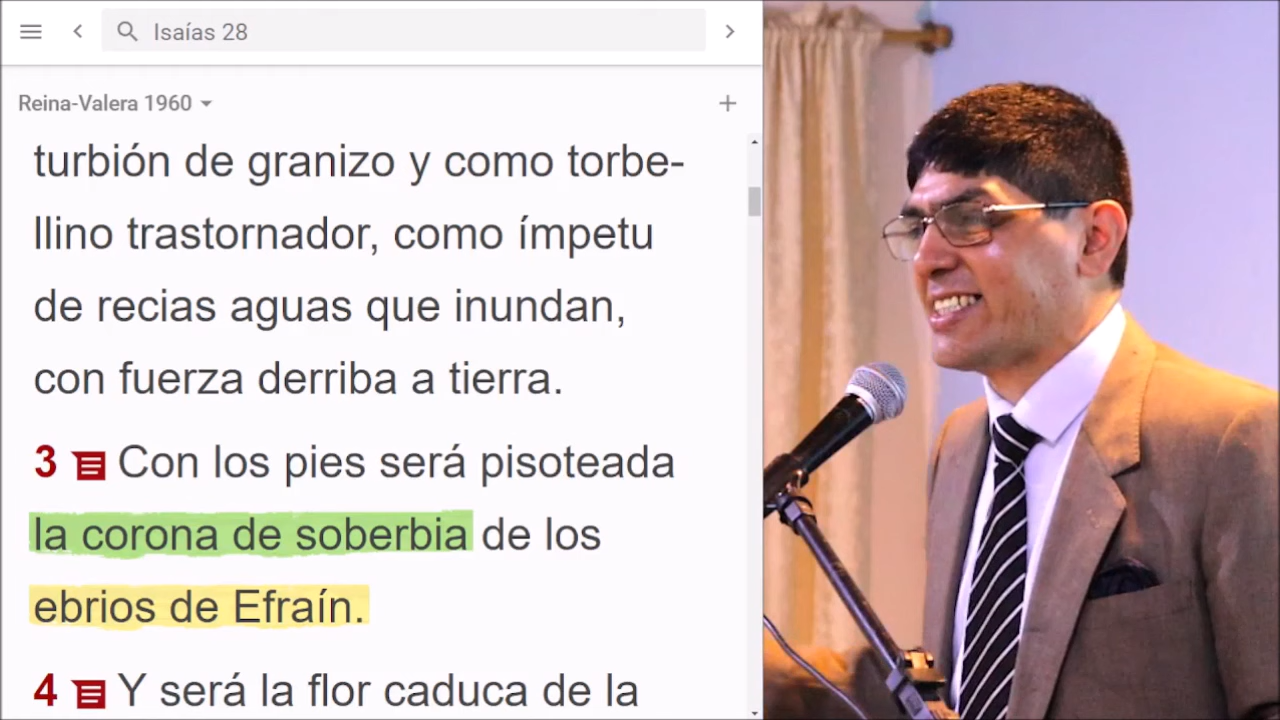 Isaías 28
Reina-Valera 1960
turbión de granizo y como torbe-
llino trastornador, como ímpetu
de recias aguas que inundan,
con fuerza derriba a tierra.
3 Con los pies será pisoteada
la corona de soberbia de los
ebrios de Efraín.
4 Y será la flor caduca de la